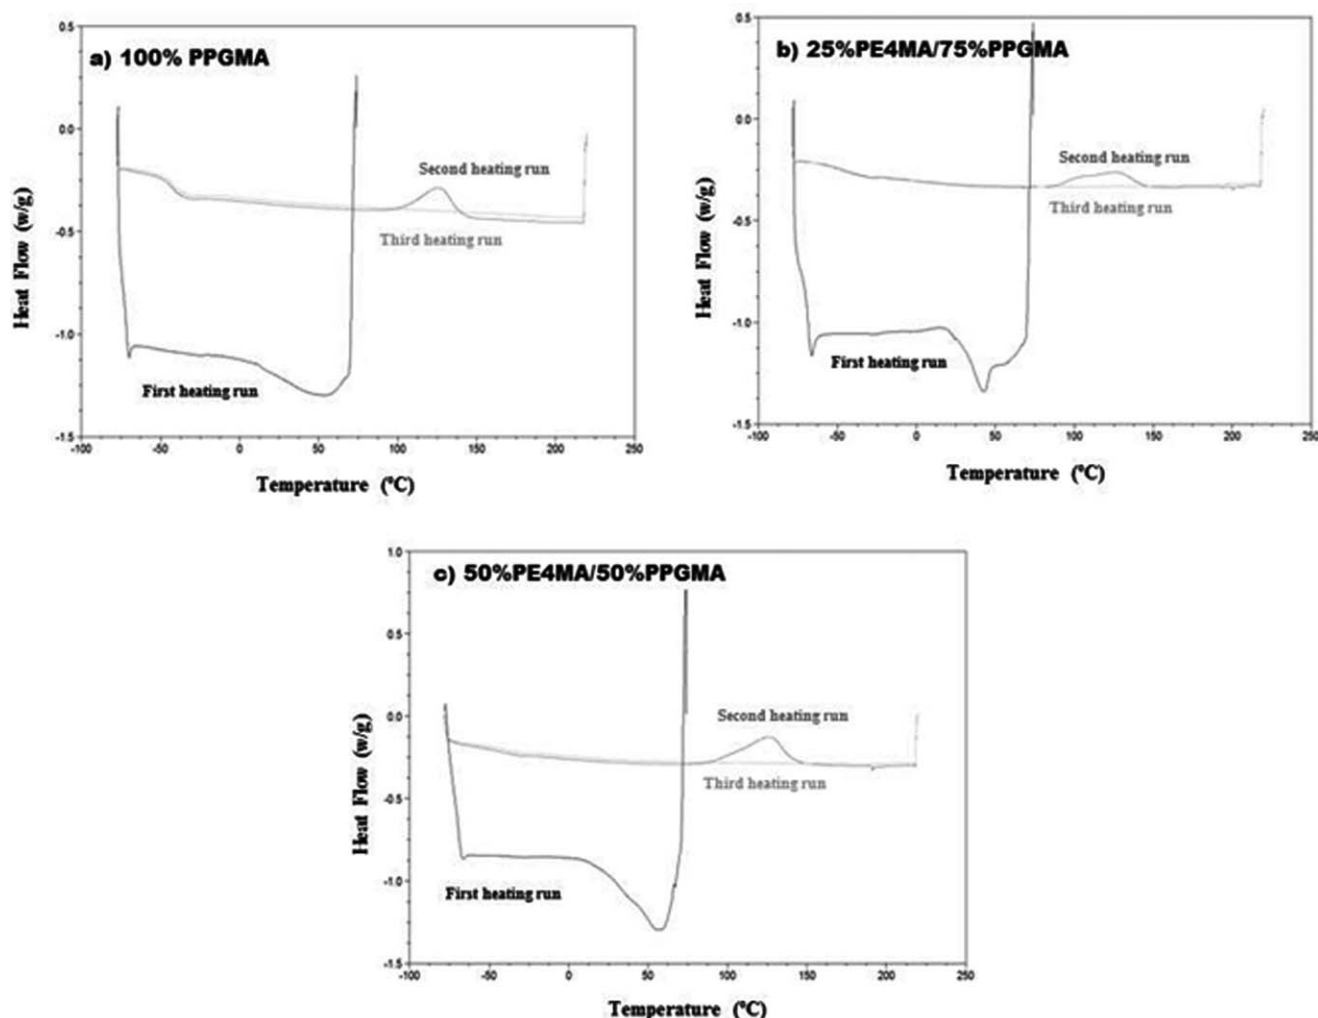 a) 100% PPGMA
0.5
0.0
-0.5
-1.0
-1.5
Heat Flow (w/g)
Second heating run
Third heating run
First heating run
-100 -50 0 50 100 150 200 250
Temperature (ºC)
b) 25%PE4MA/75%PPGMA
0.5
0.0
-0.5
-1.0
-1.5
Heat Flow (w/g)
Second heating run
Third heating run
First heating run
-100 -50 0 50 100 150 200 250
Temperature (ºC)
c) 50%PE4MA/50%PPGMA
1.0
0.5
0.0
-0.5
-1.0
-1.5
Heat Flow (w/g)
Second heating run
Third heating run
First heating run
-100 -50 0 50 100 150 200 250
Temperature (ºC)